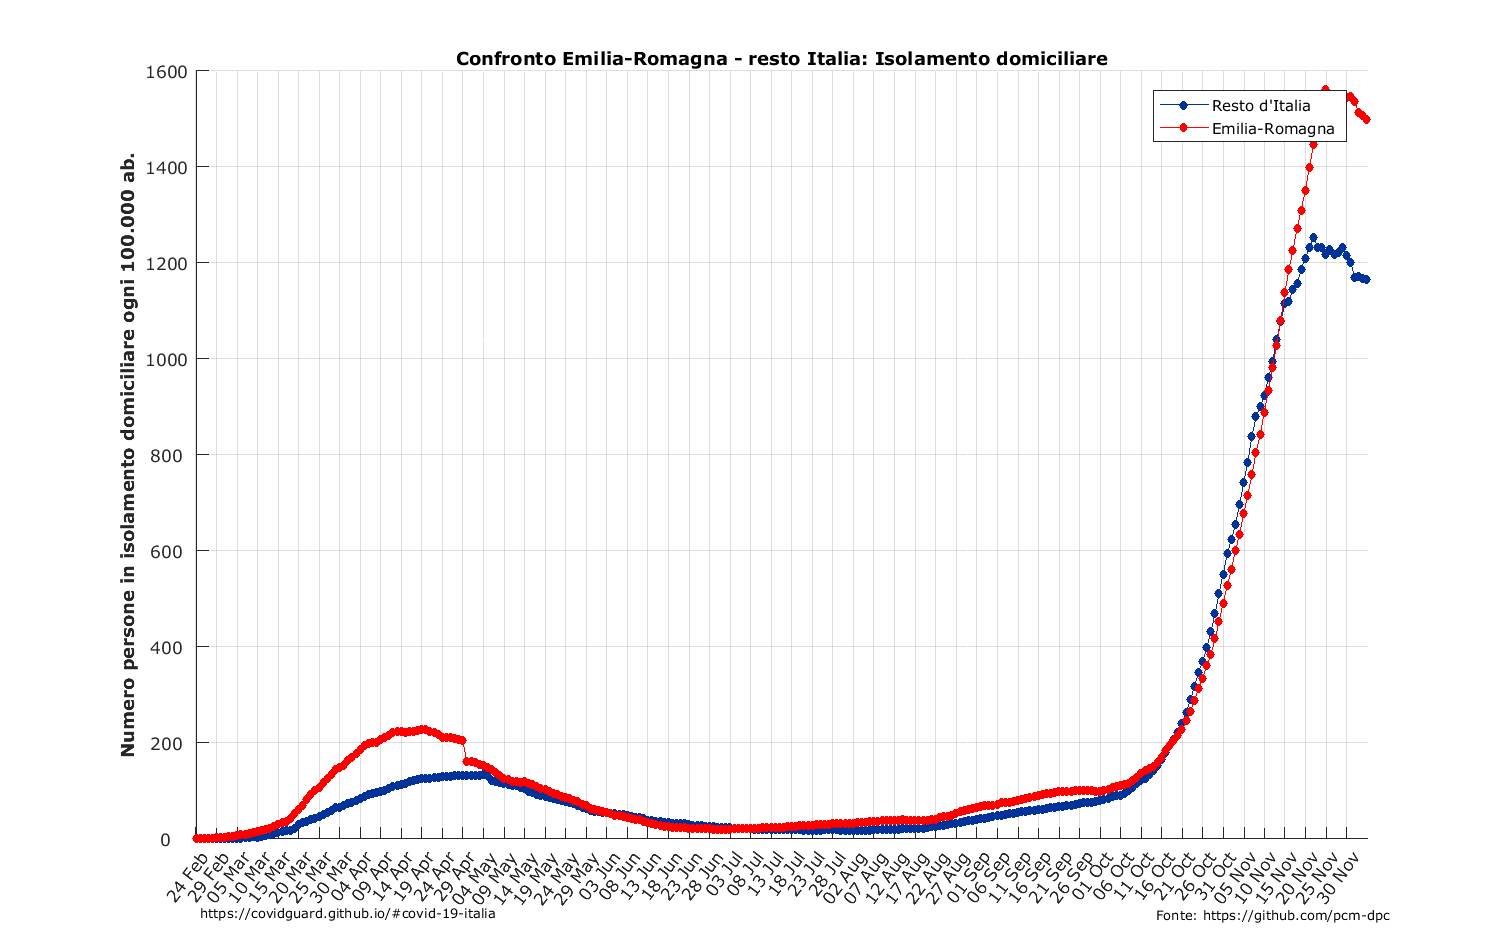 Confronto Emilia-Romagna - resto Italia: Isolamento domiciliare
Numero persone in isolamento domiciliare ogni 100.000 ab.
1600
1400
1200
1000
800
600
400
200
0
Resto d'Italia
Emilia-Romagna
24 Feb
29 Feb
05 Mar
10 Mar
15 Mar
20 Mar
25 Mar
30 Mar
04 Apr
09 Apr
14 Apr
19 Apr
24 Apr
29 Apr
04 May
09 May
14 May
19 May
24 May
29 May
03 Jun
08 Jun
13 Jun
18 Jun
23 Jun
28 Jun
03 Jul
08 Jul
13 Jul
18 Jul
23 Jul
28 Jul
02 Aug
07 Aug
12 Aug
17 Aug
22 Aug
27 Aug
01 Sep
06 Sep
11 Sep
16 Sep
21 Sep
26 Sep
01 Oct
06 Oct
11 Oct
16 Oct
21 Oct
26 Oct
31 Oct
05 Nov
10 Nov
15 Nov
20 Nov
25 Nov
30 Nov
https://covidguard.github.io/#covid-19-italia
Fonte: https://github.com/pcm-dpc